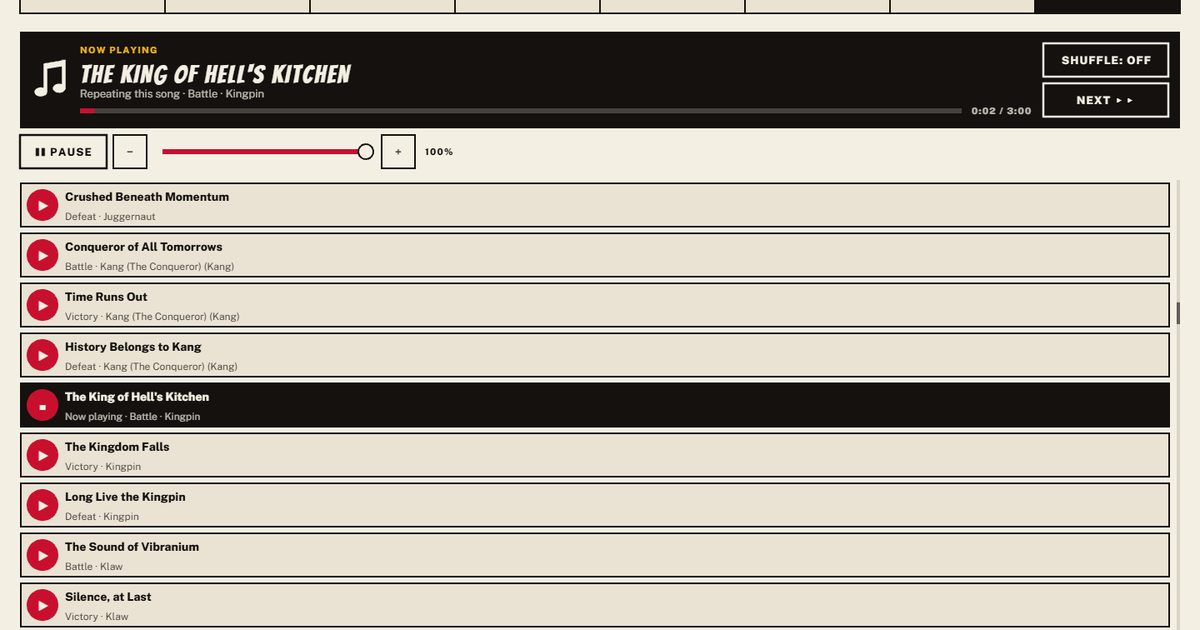 NOW PLAYING
THE KING OF HELL'S KITCHEN
Repeating this song · Battle · Kingpin
0:02 / 3:00
SHUFFLE: OFF
NEXT ▸ ▸
PAUSE
−
+
100%
Crushed Beneath Momentum
Defeat · Juggernaut
Conqueror of All Tomorrows
Battle · Kang (The Conqueror) (Kang)
Time Runs Out
Victory · Kang (The Conqueror) (Kang)
History Belongs to Kang
Defeat · Kang (The Conqueror) (Kang)
The King of Hell's Kitchen
Now playing · Battle · Kingpin
The Kingdom Falls
Victory · Kingpin
Long Live the Kingpin
Defeat · Kingpin
The Sound of Vibranium
Battle · Klaw
Silence, at Last
Victory · Klaw